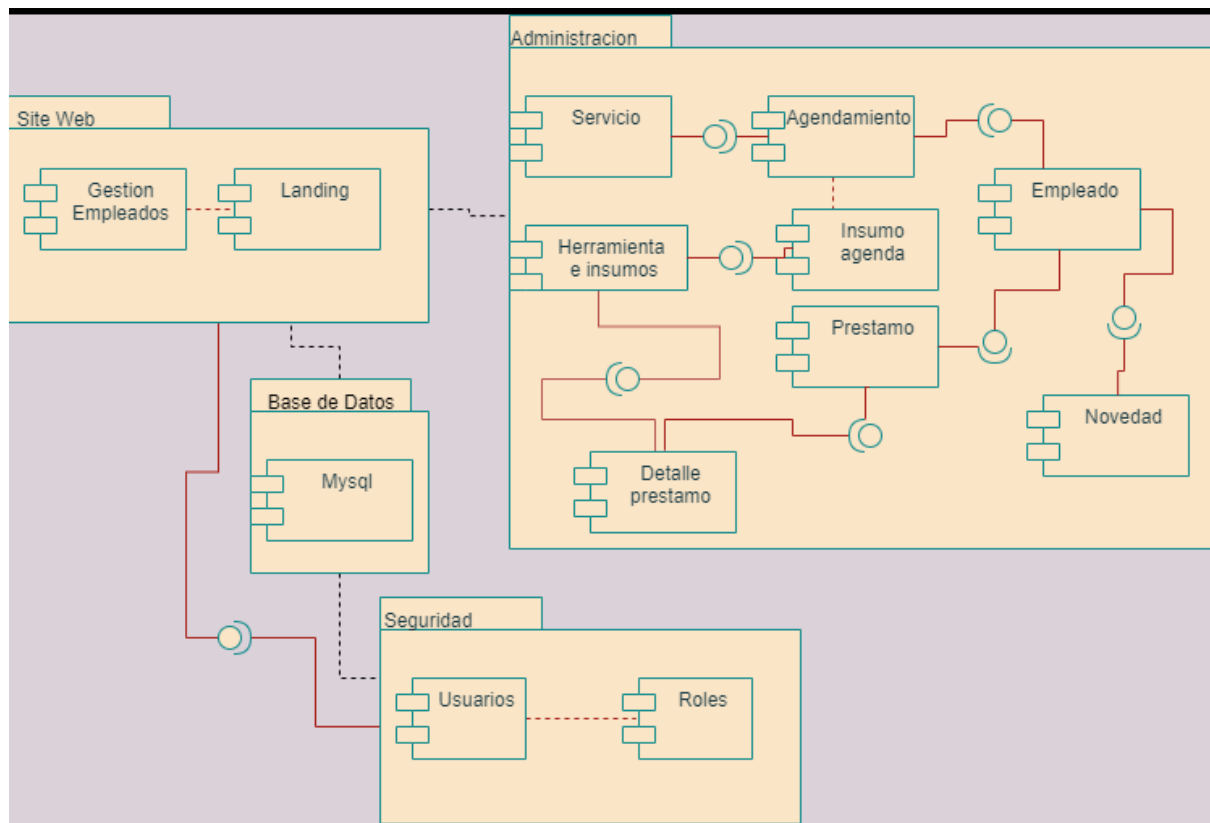 Administracion
Servicio
Agendamiento
Site Web
Gestion
Empleados
Landing
Empleado
Herramienta
e insumos
Insumo
agenda
Prestamo
Base de Datos
Novedad
Mysql
Detalle
prestamo
Seguridad
Usuarios
Roles